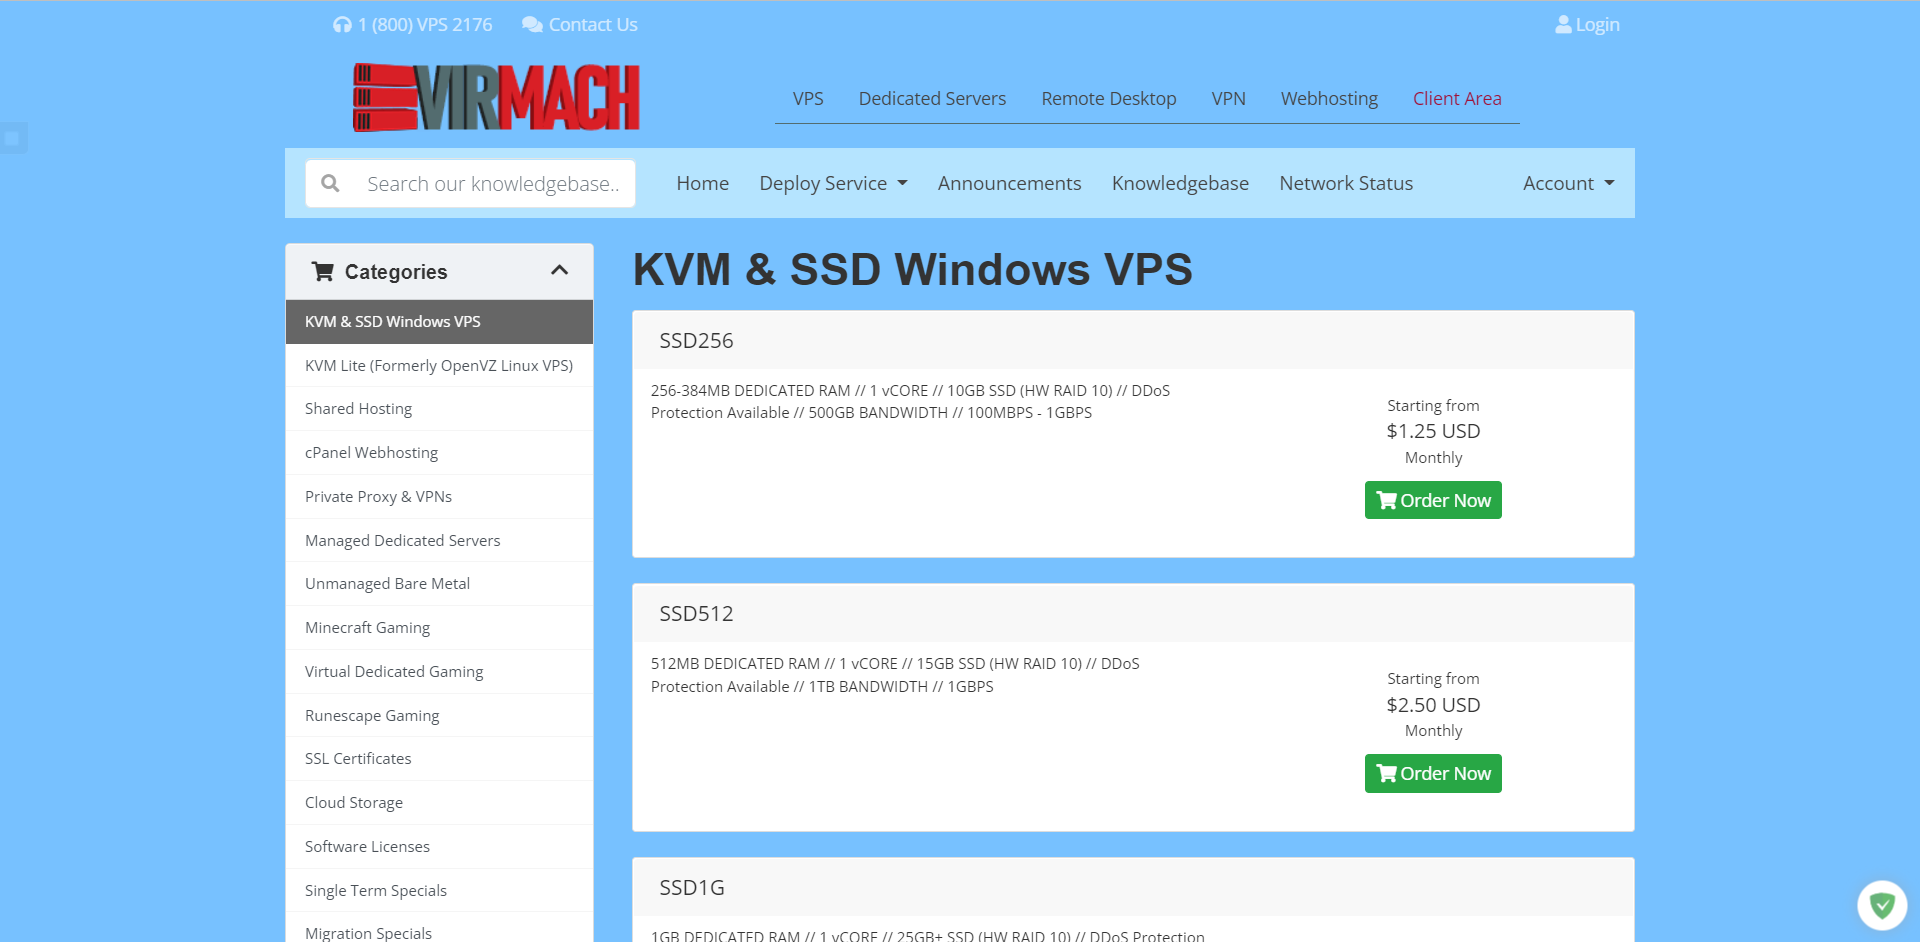 1 (800) VPS 2176
Contact Us
Login
VIRMACH
VPS
Dedicated Servers
Remote Desktop
VPN
Webhosting
Client Area
Search our knowledgebase..
Home
Deploy Service
Announcements
Knowledgebase
Network Status
Account
Categories
KVM & SSD Windows VPS
KVM Lite (Formerly OpenVZ Linux VPS)
Shared Hosting
cPanel Webhosting
Private Proxy & VPNs
Managed Dedicated Servers
Unmanaged Bare Metal
Minecraft Gaming
Virtual Dedicated Gaming
Runescape Gaming
SSL Certificates
Cloud Storage
Software Licenses
Single Term Specials
Migration Specials
KVM & SSD Windows VPS
SSD256
256-384MB DEDICATED RAM // 1 vCORE // 10GB SSD (HW RAID 10) // DDoS
Protection Available // 500GB BANDWIDTH // 100MBPS - 1GBPS
Starting from
$1.25 USD
Monthly
Order Now
SSD512
512MB DEDICATED RAM // 1 vCORE // 15GB SSD (HW RAID 10) // DDoS
Protection Available // 1TB BANDWIDTH // 1GBPS
Starting from
$2.50 USD
Monthly
Order Now
SSD1G
1GB DEDICATED RAM // 1 vCORE // 25GB+ SSD (HW RAID 10) // DDoS Protection